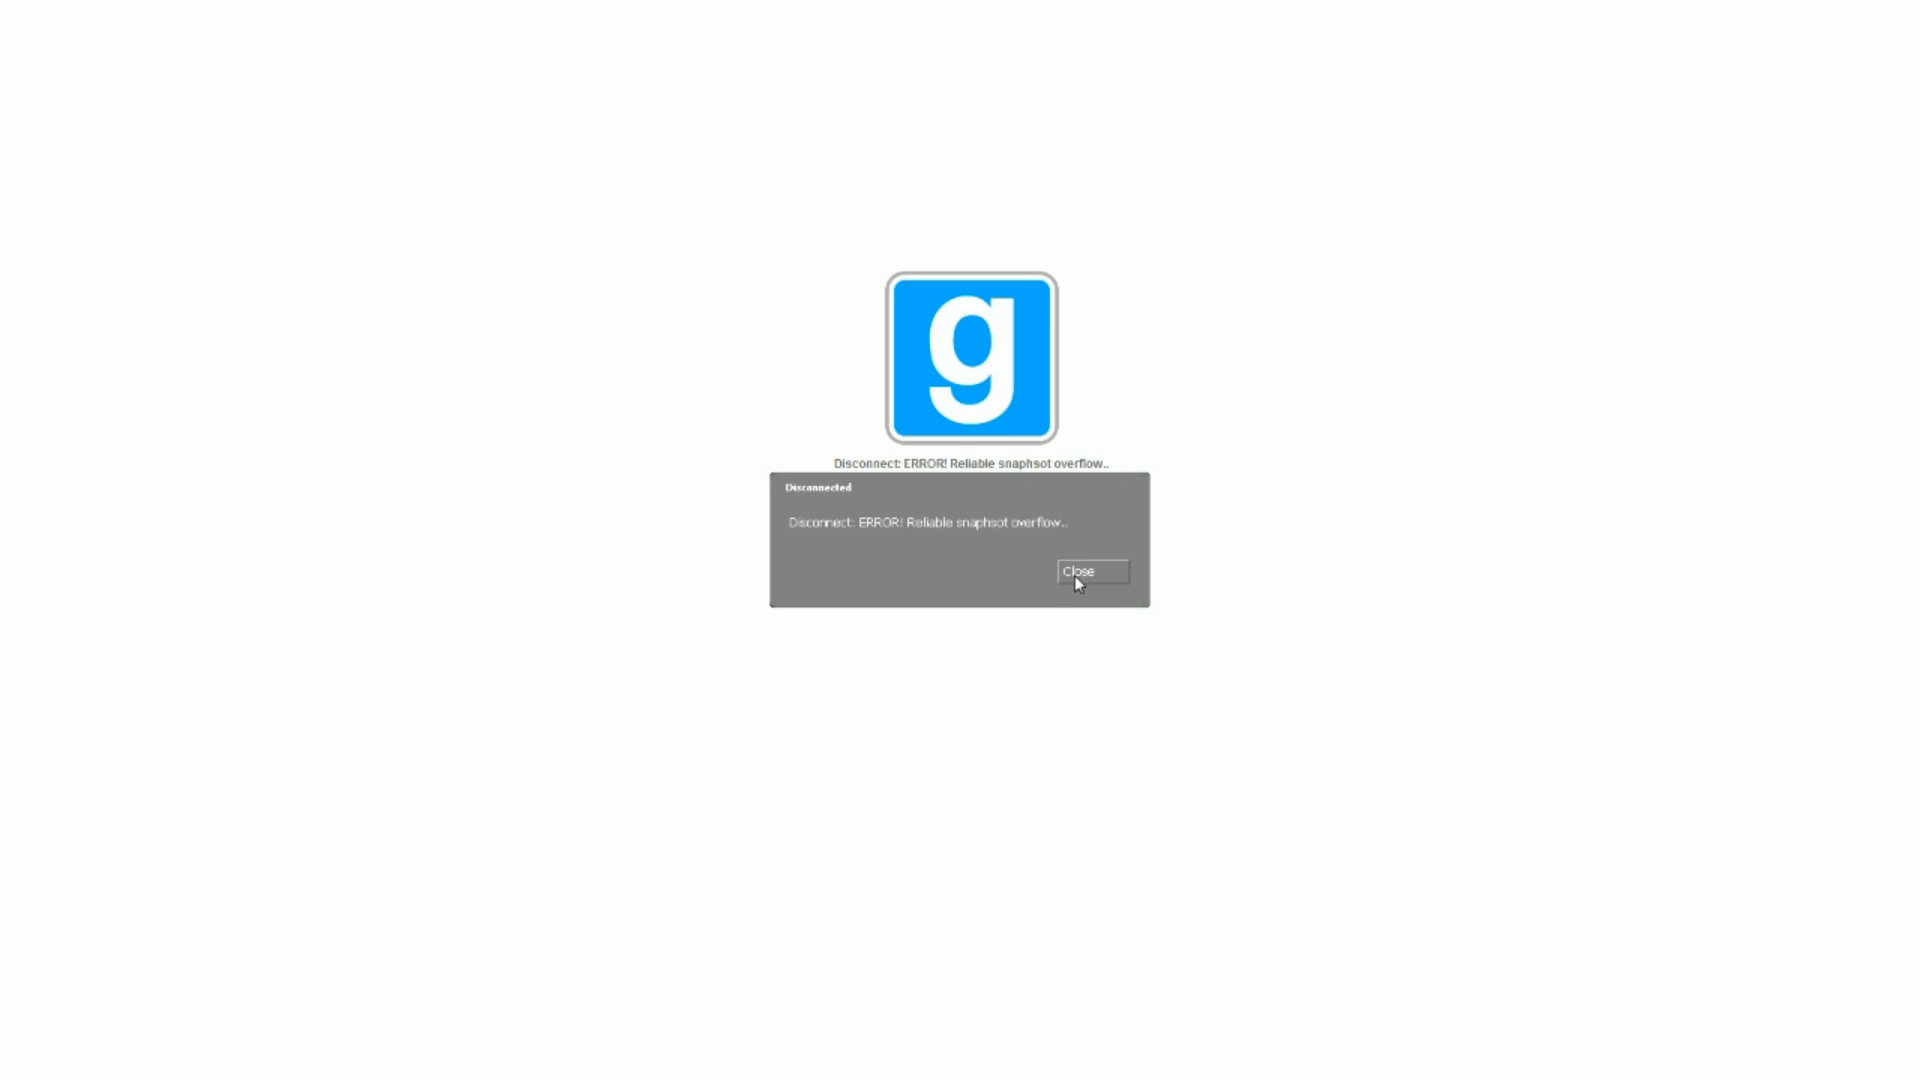 g
Disconnect: ERROR! Reliable snaphsot overflow..
Disconnected
Disconnect: ERROR! Reliable snaphsot overflow..
Close